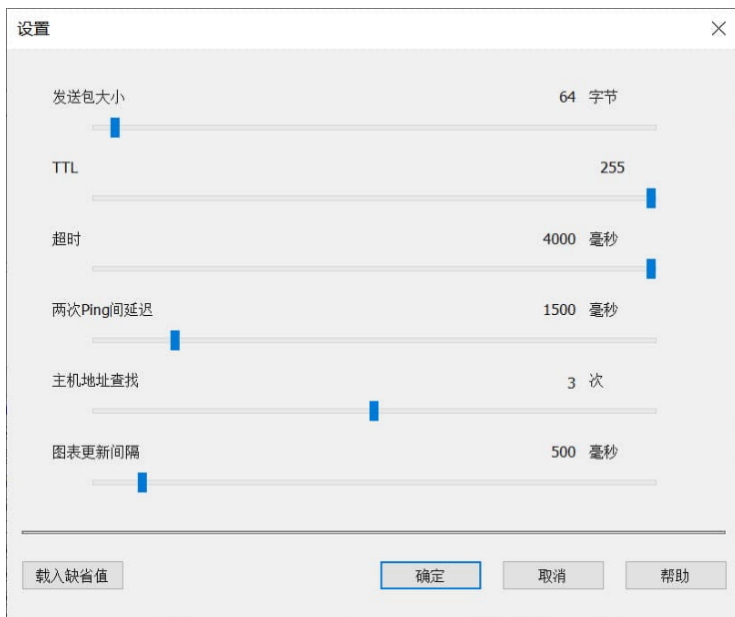 设置
发送包大小 64 字节
TTL 255
超时 4000 毫秒
两次Ping间延迟 1500 毫秒
主机地址查找 3 次
图表更新间隔 500 毫秒
载入缺省值 确定 取消 帮助